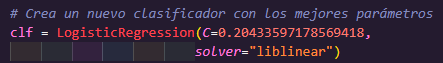 # Crea un nuevo clasificador con los mejores parámetros
clf = LogisticRegression(C=0.20433597178569418,
solver="liblinear")